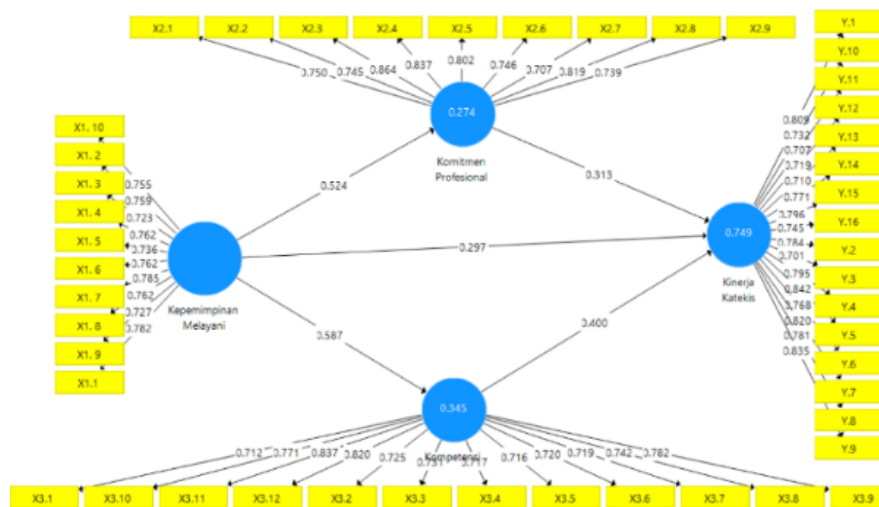 X2.1 X2.2 X2.3 X2.4 X2.5 X2.6 X2.7 X2.8 X2.9
0.750 0.745 0.864 0.837 0.802 0.746 0.707 0.819 0.739
0.274
Komitmen
Profesional
X1. 10
X1. 2
X1. 3
X1. 4
X1. 5
X1. 6
X1. 7
X1. 8
X1. 9
X1.1
0.755
0.759
0.723
0.762
0.736
0.762
0.785
0.762
0.727
0.782
Kepemimpinan
Melayani
0.524
0.313
0.297
0.587
0.400
0.749
Kinerja
Katekis
Y.1
Y.10
Y.11
Y.12
Y.13
Y.14
Y.15
Y.16
Y.2
Y.3
Y.4
Y.5
Y.6
Y.7
Y.8
Y.9
0.809
0.732
0.707
0.719
0.710
0.771
0.796
0.745
0.784
0.701
0.795
0.842
0.768
0.820
0.781
0.835
0.345
Kompetensi
0.712 0.771 0.837 0.820 0.725 0.731 0.717 0.716 0.720 0.719 0.742 0.782
X3.1 X3.10 X3.11 X3.12 X3.2 X3.3 X3.4 X3.5 X3.6 X3.7 X3.8 X3.9